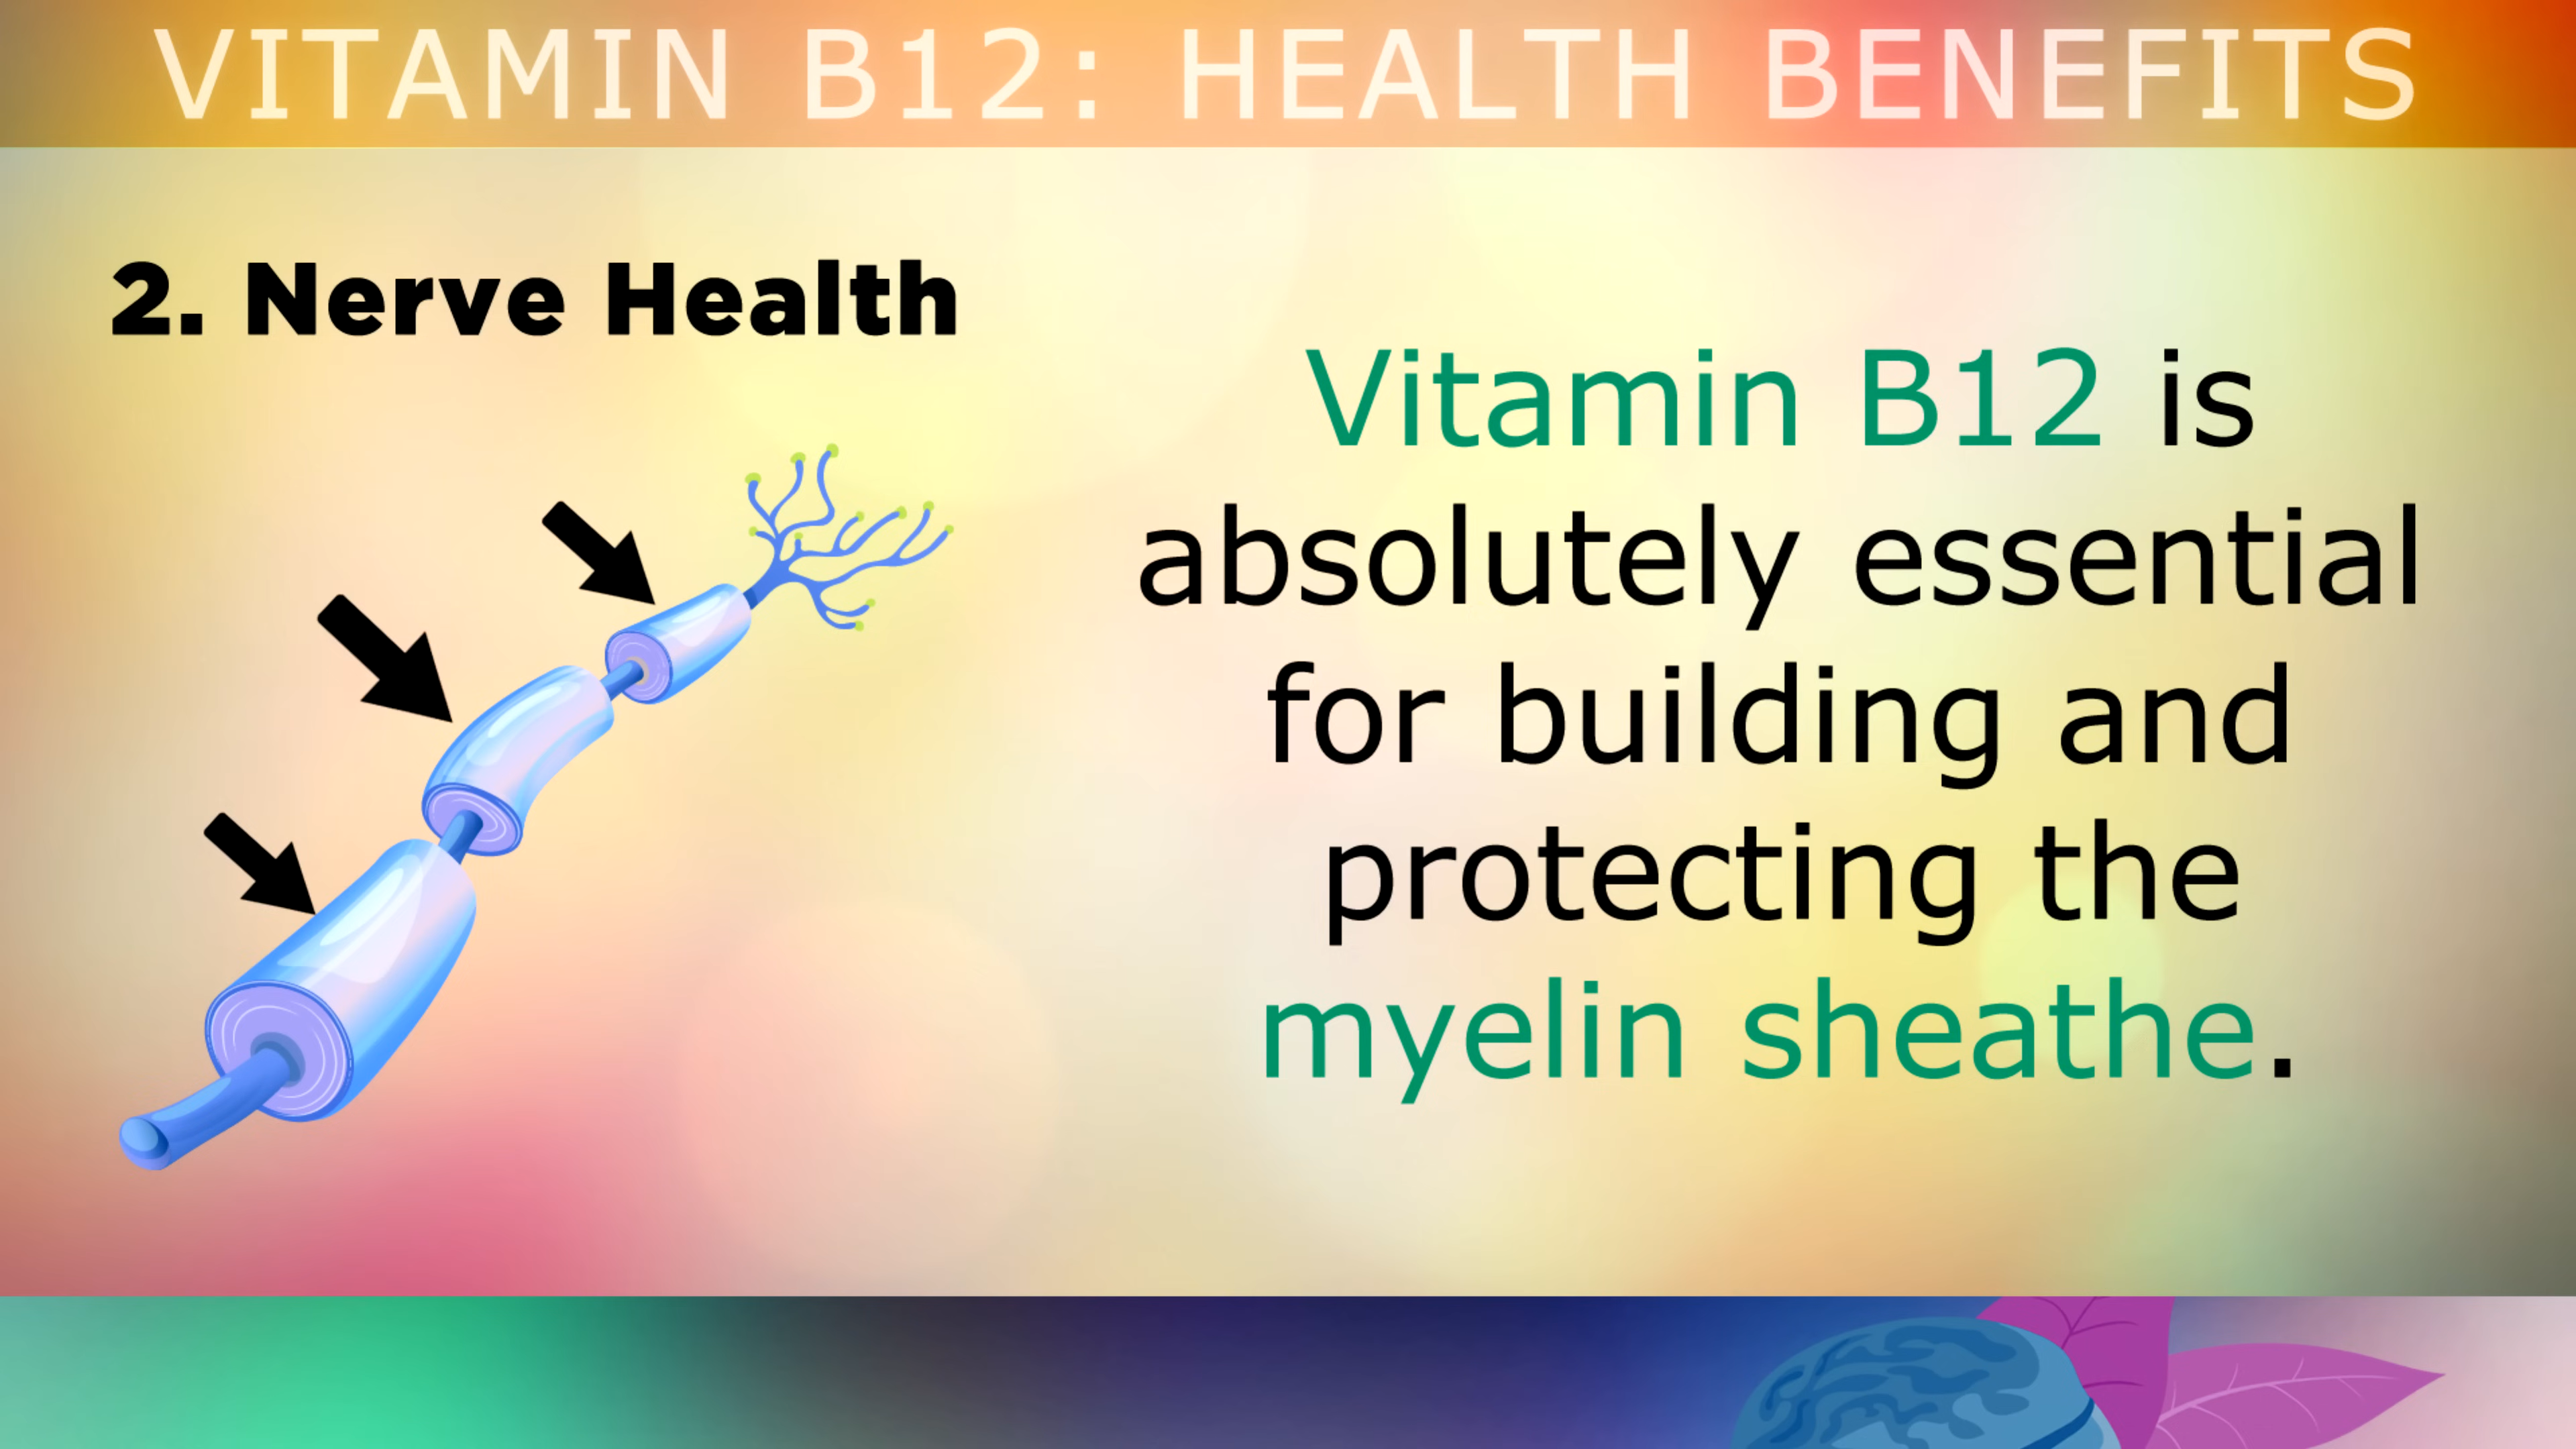 VITAMIN B12: HEALTH BENEFITS
2. Nerve Health
Vitamin B12 is
absolutely essential
for building and
protecting the
myelin sheathe.